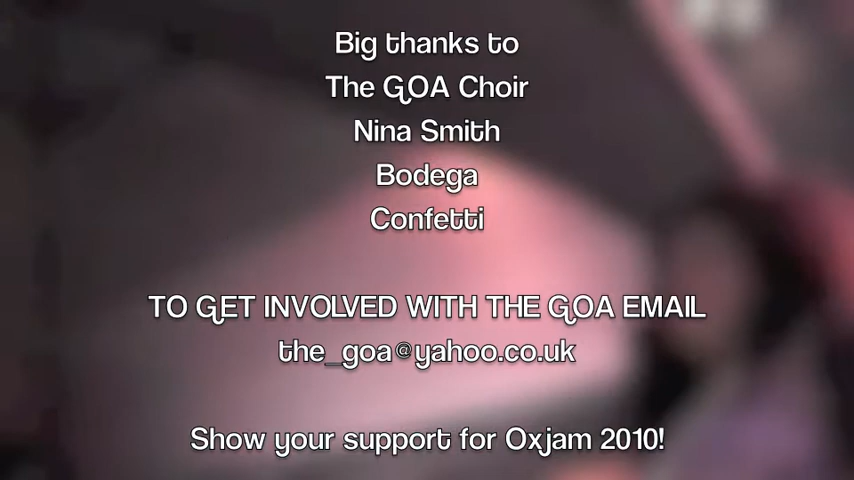 Big thanks to
The GOA Choir
Nina Smith
Bodega
Confetti
TO GET INVOLVED WITH THE GOA EMAIL
the_goa@yahoo.co.uk
Show your support for Oxjam 2010!